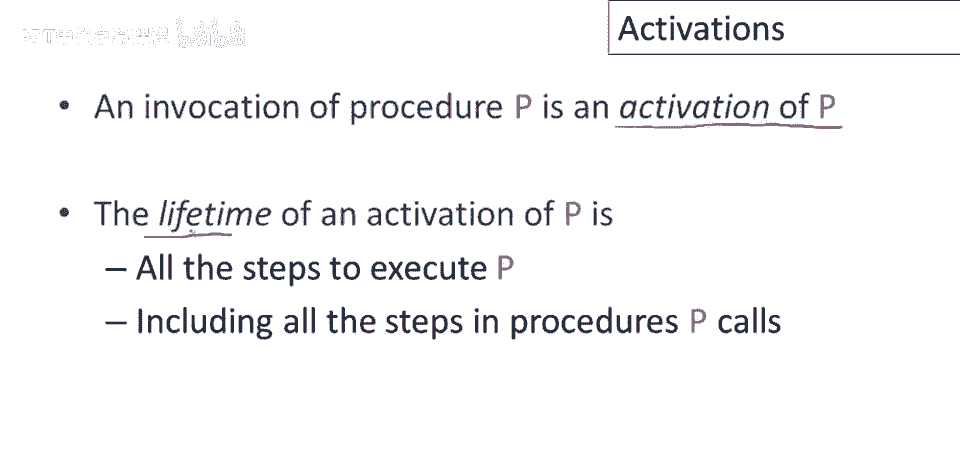 Activations
• An invocation of procedure P is an activation of P
• The lifetime of an activation of P is
– All the steps to execute P
– Including all the steps in procedures P calls